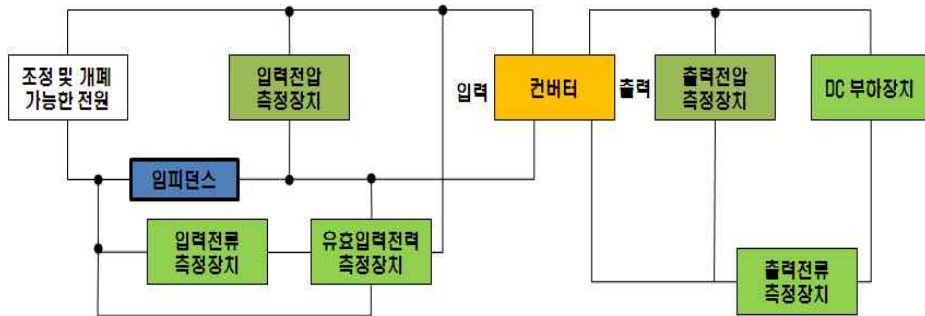 조정 및 개폐
가능한 전원
입력전압
측정장치
입력
컨버터
출력
출력전압
측정장치
DC 부하장치
임피던스
입력전류
측정장치
유효입력전력
측정장치
출력전류
측정장치